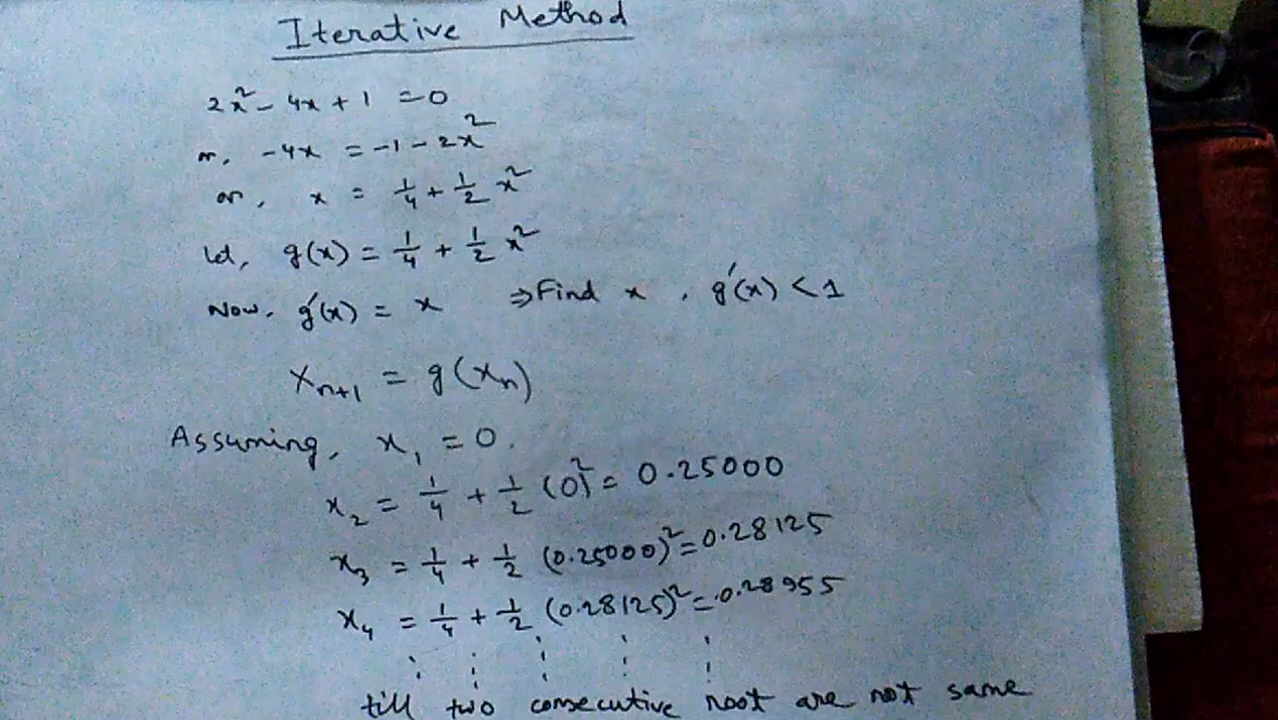 Iterative Method
2x² - 4x + 1 = 0
or, -4x = -1 - 2x²
or, x = 1/4 + 1/2 x²
Let, g(x) = 1/4 + 1/2 x²
Now, g'(x) = x ⇒ Find x, g'(x) < 1
xₙ₊₁ = g(xₙ)
Assuming, x₁ = 0.
x₂ = 1/4 + 1/2 (0)² = 0.25000
x₃ = 1/4 + 1/2 (0.25000)² = 0.28125
x₄ = 1/4 + 1/2 (0.28125)² = 0.28955
till two consecutive root are not same